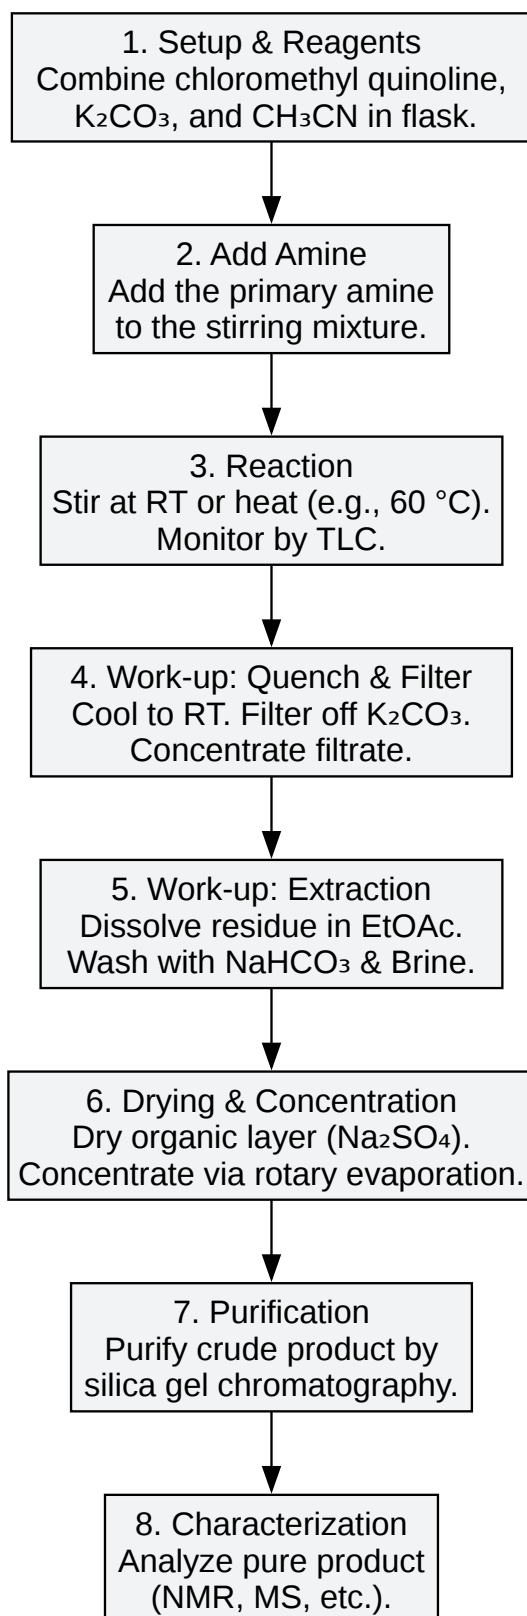 1. Setup & Reagents
Combine chloromethyl quinoline,
K₂CO₃, and CH₃CN in flask.
2. Add Amine
Add the primary amine
to the stirring mixture.
3. Reaction
Stir at RT or heat (e.g., 60 °C).
Monitor by TLC.
4. Work-up: Quench & Filter
Cool to RT. Filter off K₂CO₃.
Concentrate filtrate.
5. Work-up: Extraction
Dissolve residue in EtOAc.
Wash with NaHCO₃ & Brine.
6. Drying & Concentration
Dry organic layer (Na₂SO₄).
Concentrate via rotary evaporation.
7. Purification
Purify crude product by
silica gel chromatography.
8. Characterization
Analyze pure product
(NMR, MS, etc.).